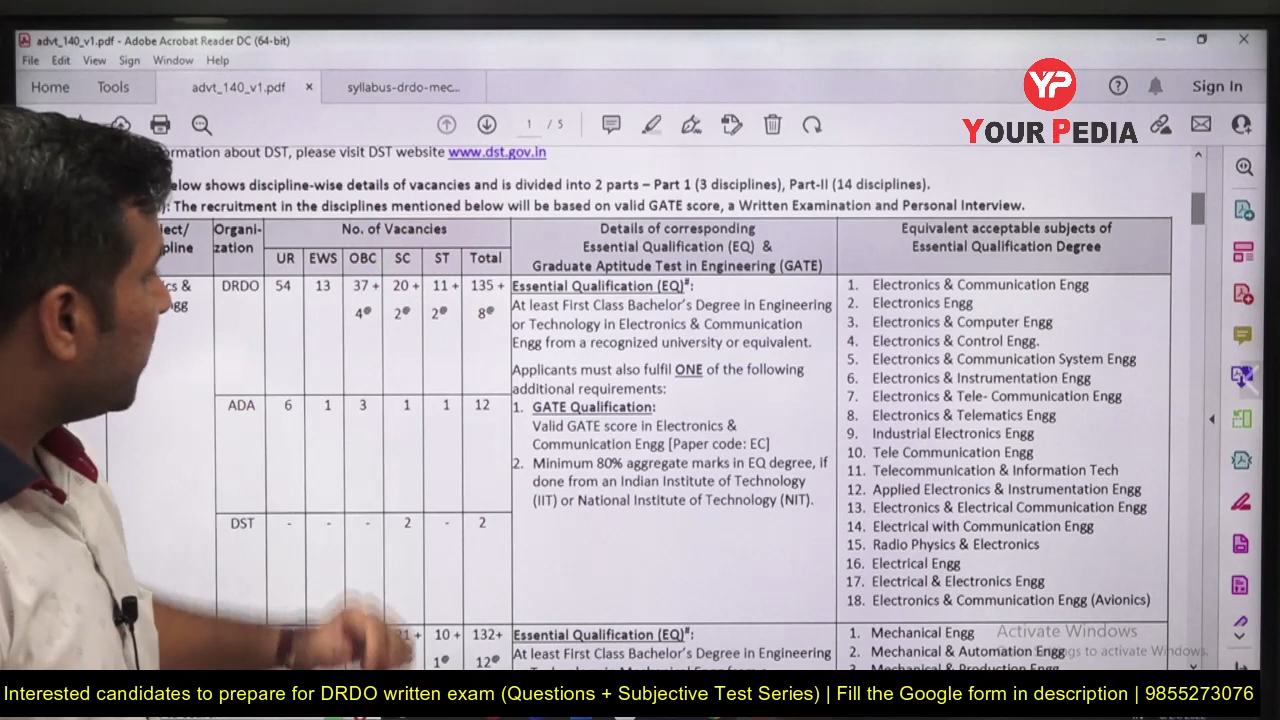 advt_140_v1.pdf - Adobe Acrobat Reader DC (64-bit)
File Edit View Sign Window Help
Home Tools advt_140_v1.pdf × syllabus-drdo-mec... Sign In
1 / 5
YP
YOUR PEDIA
rmation about DST, please visit DST website www.dst.gov.in
elow shows discipline-wise details of vacancies and is divided into 2 parts – Part 1 (3 disciplines), Part-II (14 disciplines).
): The recruitment in the disciplines mentioned below will be based on valid GATE score, a Written Examination and Personal Interview.
ject/
pline
Organi-
zation
No. of Vacancies
UR EWS OBC SC ST Total
Details of corresponding
Essential Qualification (EQ) &
Graduate Aptitude Test in Engineering (GATE)
Equivalent acceptable subjects of
Essential Qualification Degree
cs &
ngg
DRDO 54 13 37 + 20 + 11 + 135 +
4@ 2@ 2@ 8@
ADA 6 1 3 1 1 12
DST - - - 2 - 2
Essential Qualification (EQ)#:
At least First Class Bachelor's Degree in Engineering
or Technology in Electronics & Communication
Engg from a recognized university or equivalent.
Applicants must also fulfil ONE of the following
additional requirements:
1. GATE Qualification:
Valid GATE score in Electronics &
Communication Engg [Paper code: EC]
2. Minimum 80% aggregate marks in EQ degree, if
done from an Indian Institute of Technology
(IIT) or National Institute of Technology (NIT).
1. Electronics & Communication Engg
2. Electronics Engg
3. Electronics & Computer Engg
4. Electronics & Control Engg.
5. Electronics & Communication System Engg
6. Electronics & Instrumentation Engg
7. Electronics & Tele- Communication Engg
8. Electronics & Telematics Engg
9. Industrial Electronics Engg
10. Tele Communication Engg
11. Telecommunication & Information Tech
12. Applied Electronics & Instrumentation Engg
13. Electronics & Electrical Communication Engg
14. Electrical with Communication Engg
15. Radio Physics & Electronics
16. Electrical Engg
17. Electrical & Electronics Engg
18. Electronics & Communication Engg (Avionics)
10 + 132+
1@ 12@
Essential Qualification (EQ)#:
At least First Class Bachelor's Degree in Engineering
1. Mechanical Engg
2. Mechanical & Automation Engg
3. Mechanical & Production Engg
Activate Windows
to activate Windows.
Interested candidates to prepare for DRDO written exam (Questions + Subjective Test Series) | Fill the Google form in description | 9855273076